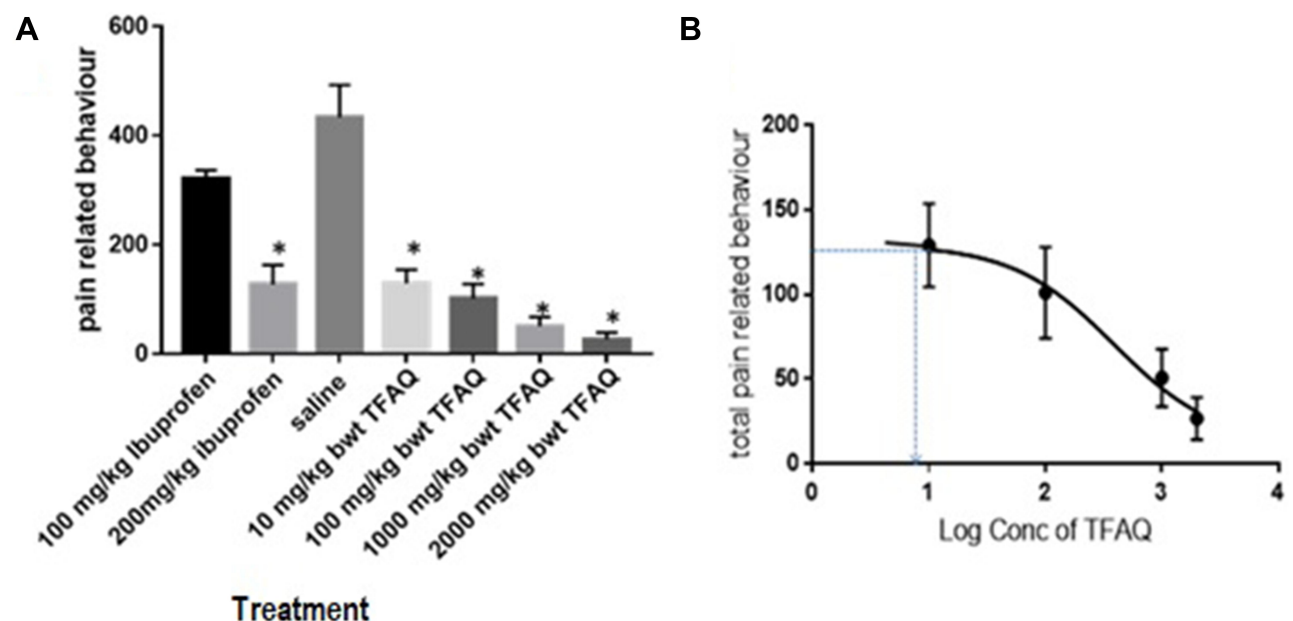 A
pain related behaviour
600
400
200
0
*
*
*
*
*
100 mg/kg Ibuprofen
200mg/kg ibuprofen
saline
10 mg/kg bwt TFAQ
100 mg/kg bwt TFAQ
1000 mg/kg bwt TFAQ
2000 mg/kg bwt TFAQ
Treatment
B
total pain related behaviour
200
150
100
50
0
0 1 2 3 4
Log Conc of TFAQ